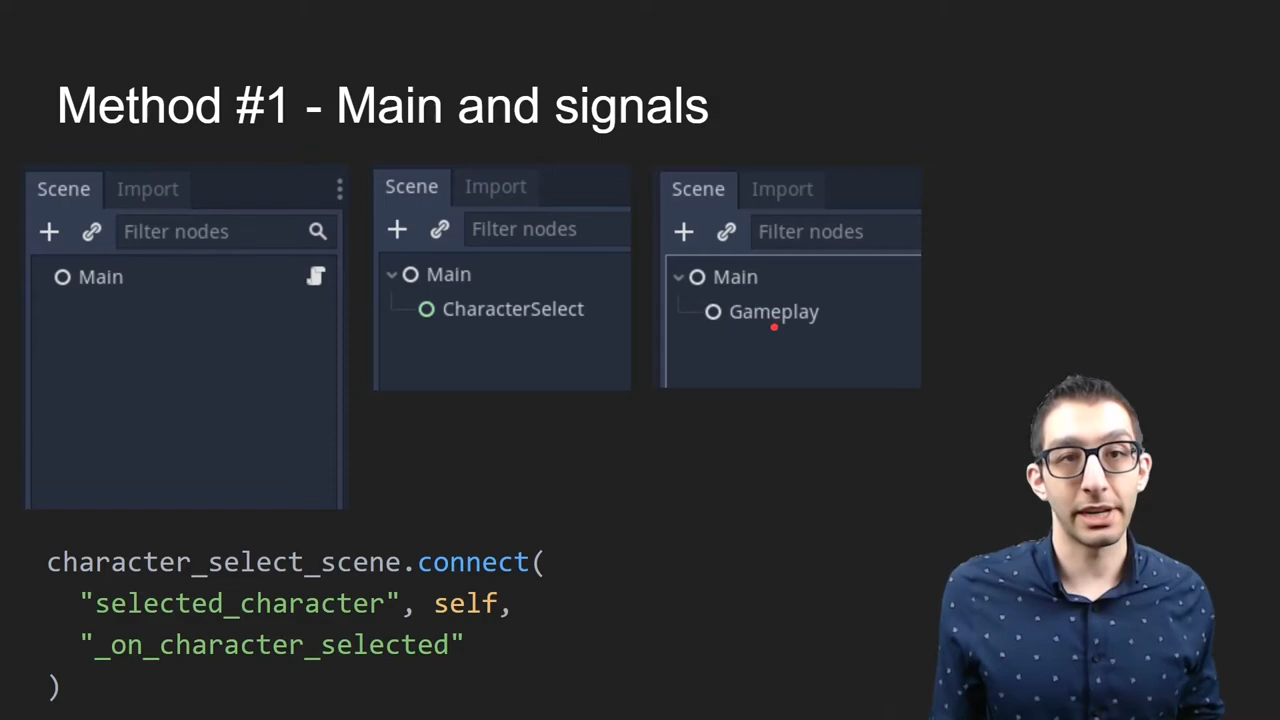 Method #1 - Main and signals
Scene Import
Filter nodes
Main
Scene Import
Filter nodes
Main
CharacterSelect
Scene Import
Filter nodes
Main
Gameplay
character_select_scene.connect(
"selected_character", self,
"_on_character_selected"
)